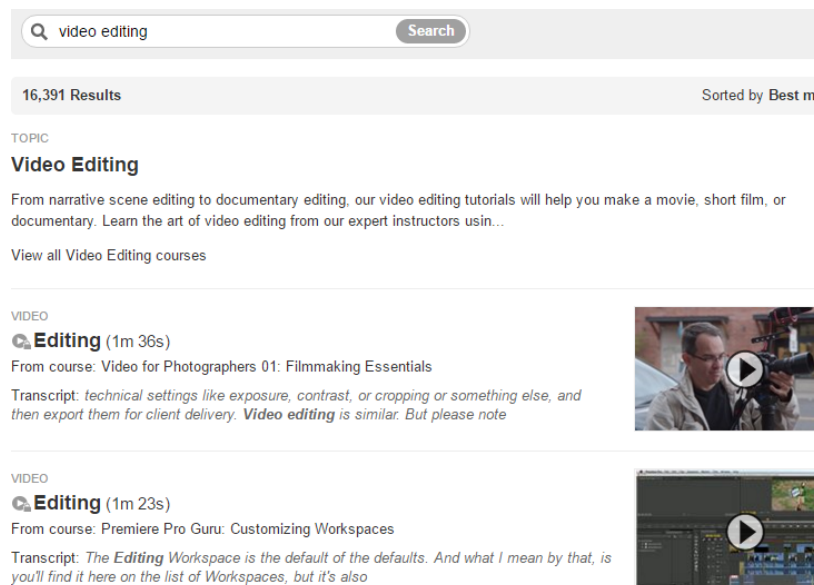 video editing
Search
16,391 Results
Sorted by Best m
TOPIC
Video Editing
From narrative scene editing to documentary editing, our video editing tutorials will help you make a movie, short film, or
documentary. Learn the art of video editing from our expert instructors usin...
View all Video Editing courses
VIDEO
Editing (1m 36s)
From course: Video for Photographers 01: Filmmaking Essentials
Transcript: technical settings like exposure, contrast, or cropping or something else, and
then export them for client delivery. Video editing is similar. But please note
VIDEO
Editing (1m 23s)
From course: Premiere Pro Guru: Customizing Workspaces
Transcript: The Editing Workspace is the default of the defaults. And what I mean by that, is
you'll find it here on the list of Workspaces, but it's also